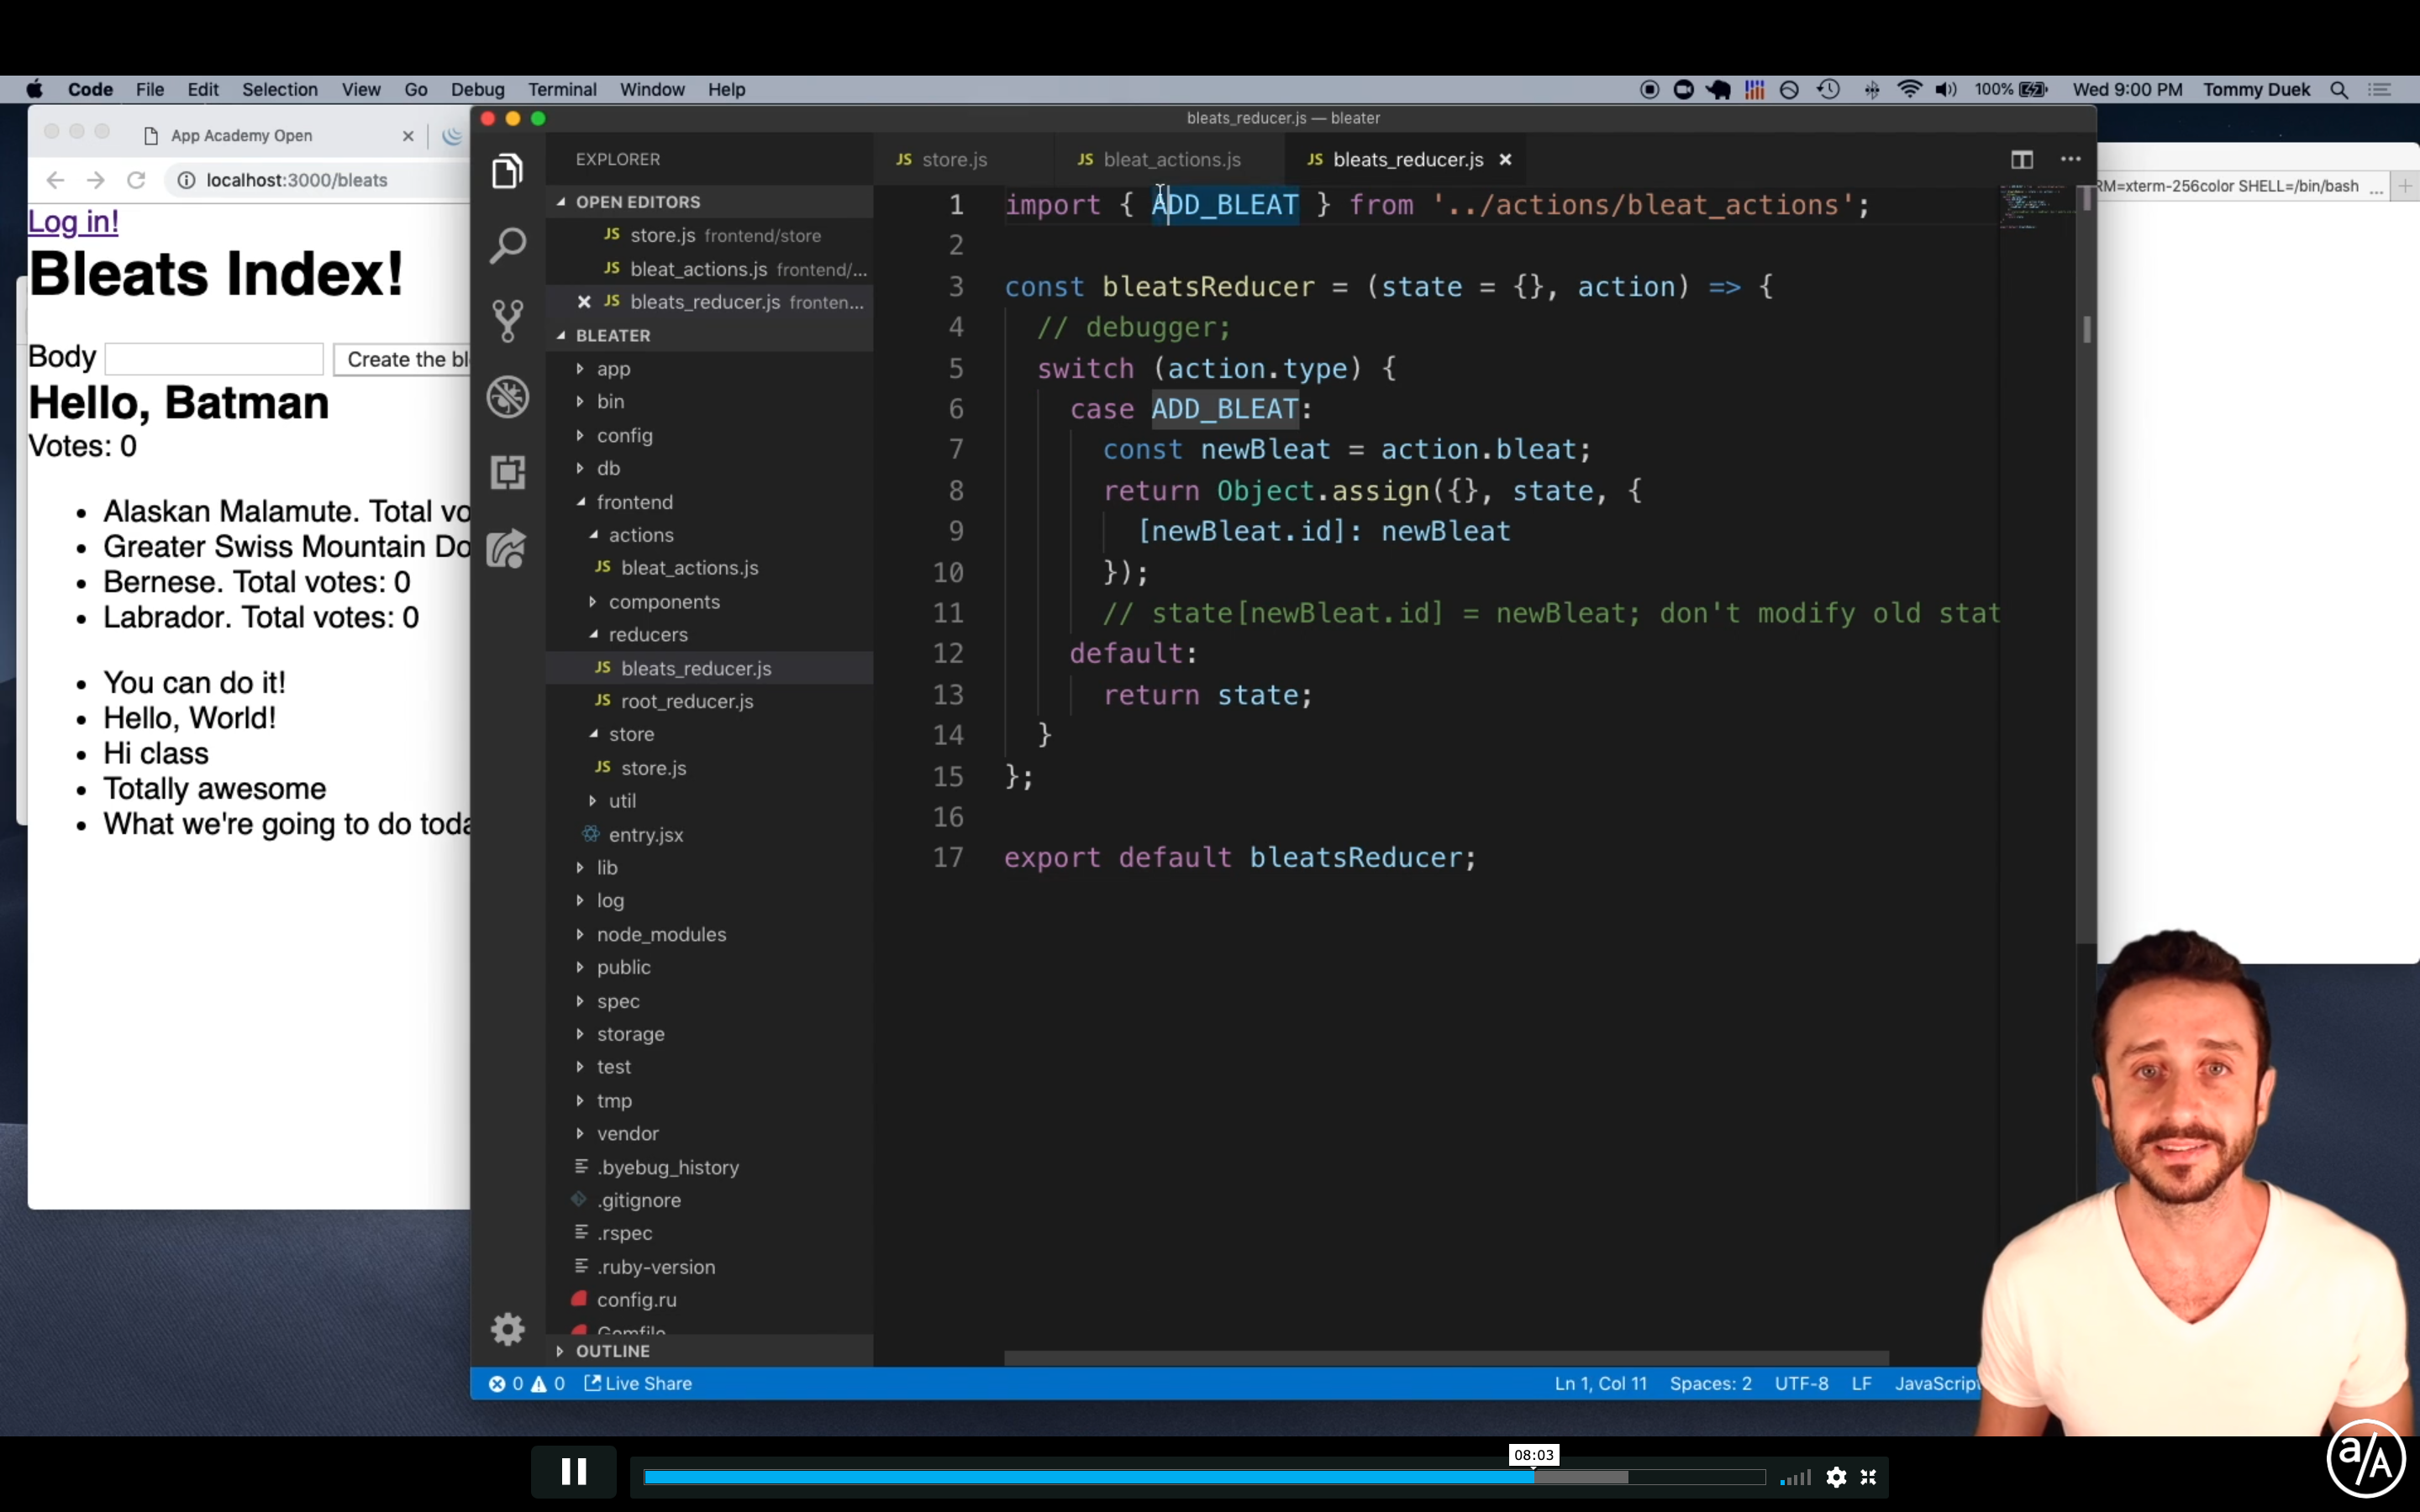 Code File Edit Selection View Go Debug Terminal Window Help 100% Wed 9:00 PM Tommy Duek
App Academy Open
localhost:3000/bleats
Log in!
Bleats Index!
Body Create the bl
Hello, Batman
Votes: 0
Alaskan Malamute. Total vo
Greater Swiss Mountain Do
Bernese. Total votes: 0
Labrador. Total votes: 0
You can do it!
Hello, World!
Hi class
Totally awesome
What we're going to do toda
bleats_reducer.js — bleater
EXPLORER
OPEN EDITORS
JS store.js frontend/store
JS bleat_actions.js frontend/...
JS bleats_reducer.js fronten...
BLEATER
app
bin
config
db
frontend
actions
JS bleat_actions.js
components
reducers
JS bleats_reducer.js
JS root_reducer.js
store
JS store.js
util
entry.jsx
lib
log
node_modules
public
spec
storage
test
tmp
vendor
.byebug_history
.gitignore
.rspec
.ruby-version
config.ru
Gemfile
OUTLINE
JS store.js JS bleat_actions.js JS bleats_reducer.js
1 import { ADD_BLEAT } from '../actions/bleat_actions';
2
3 const bleatsReducer = (state = {}, action) => {
4 // debugger;
5 switch (action.type) {
6 case ADD_BLEAT:
7 const newBleat = action.bleat;
8 return Object.assign({}, state, {
9 [newBleat.id]: newBleat
10 });
11 // state[newBleat.id] = newBleat; don't modify old stat
12 default:
13 return state;
14 }
15 };
16
17 export default bleatsReducer;
RM=xterm-256color SHELL=/bin/bash ...
0 0 Live Share Ln 1, Col 11 Spaces: 2 UTF-8 LF JavaScrip
08:03
a/A